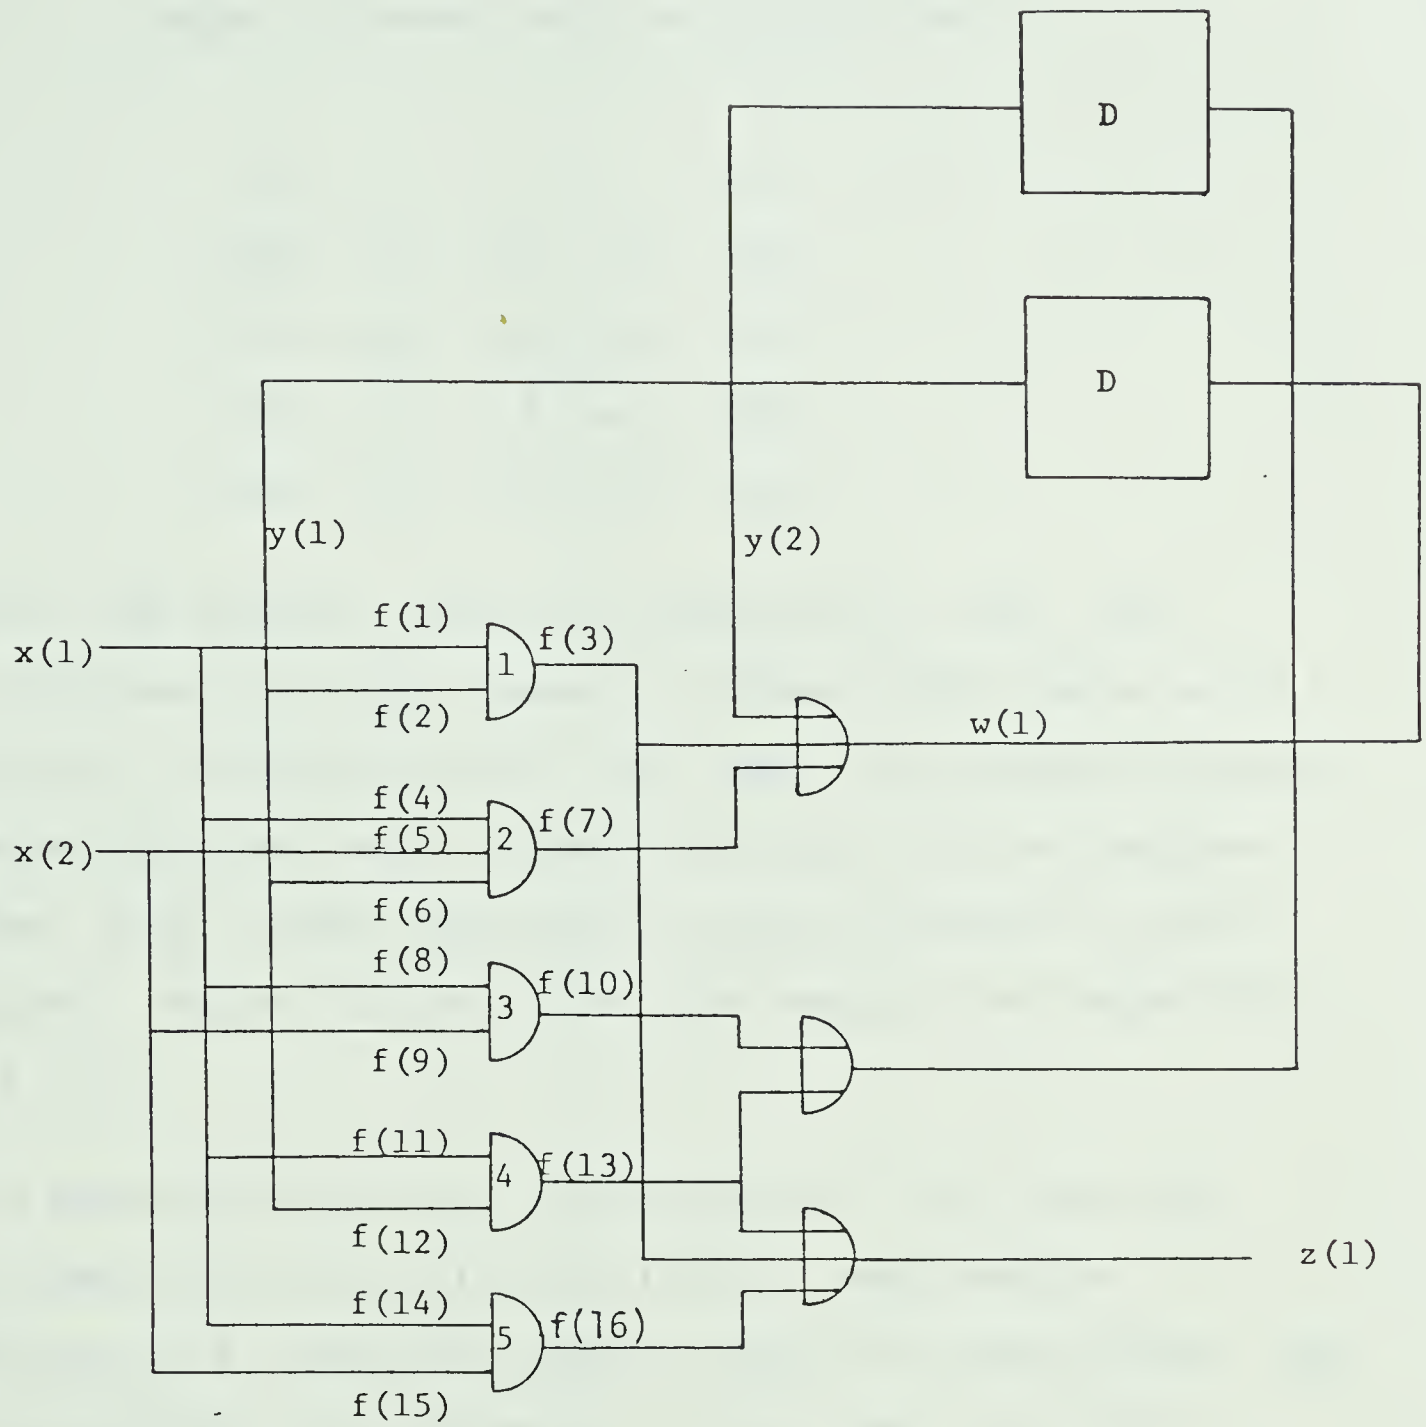 D
D
y(1)
y(2)
f(1)
x(1)
1
f(3)
f(2)
w(1)
f(4)
f(5)
x(2)
2
f(7)
f(6)
f(8)
3
f(10)
f(9)
f(11)
4
f(13)
f(12)
z(1)
f(14)
5
f(16)
f(15)